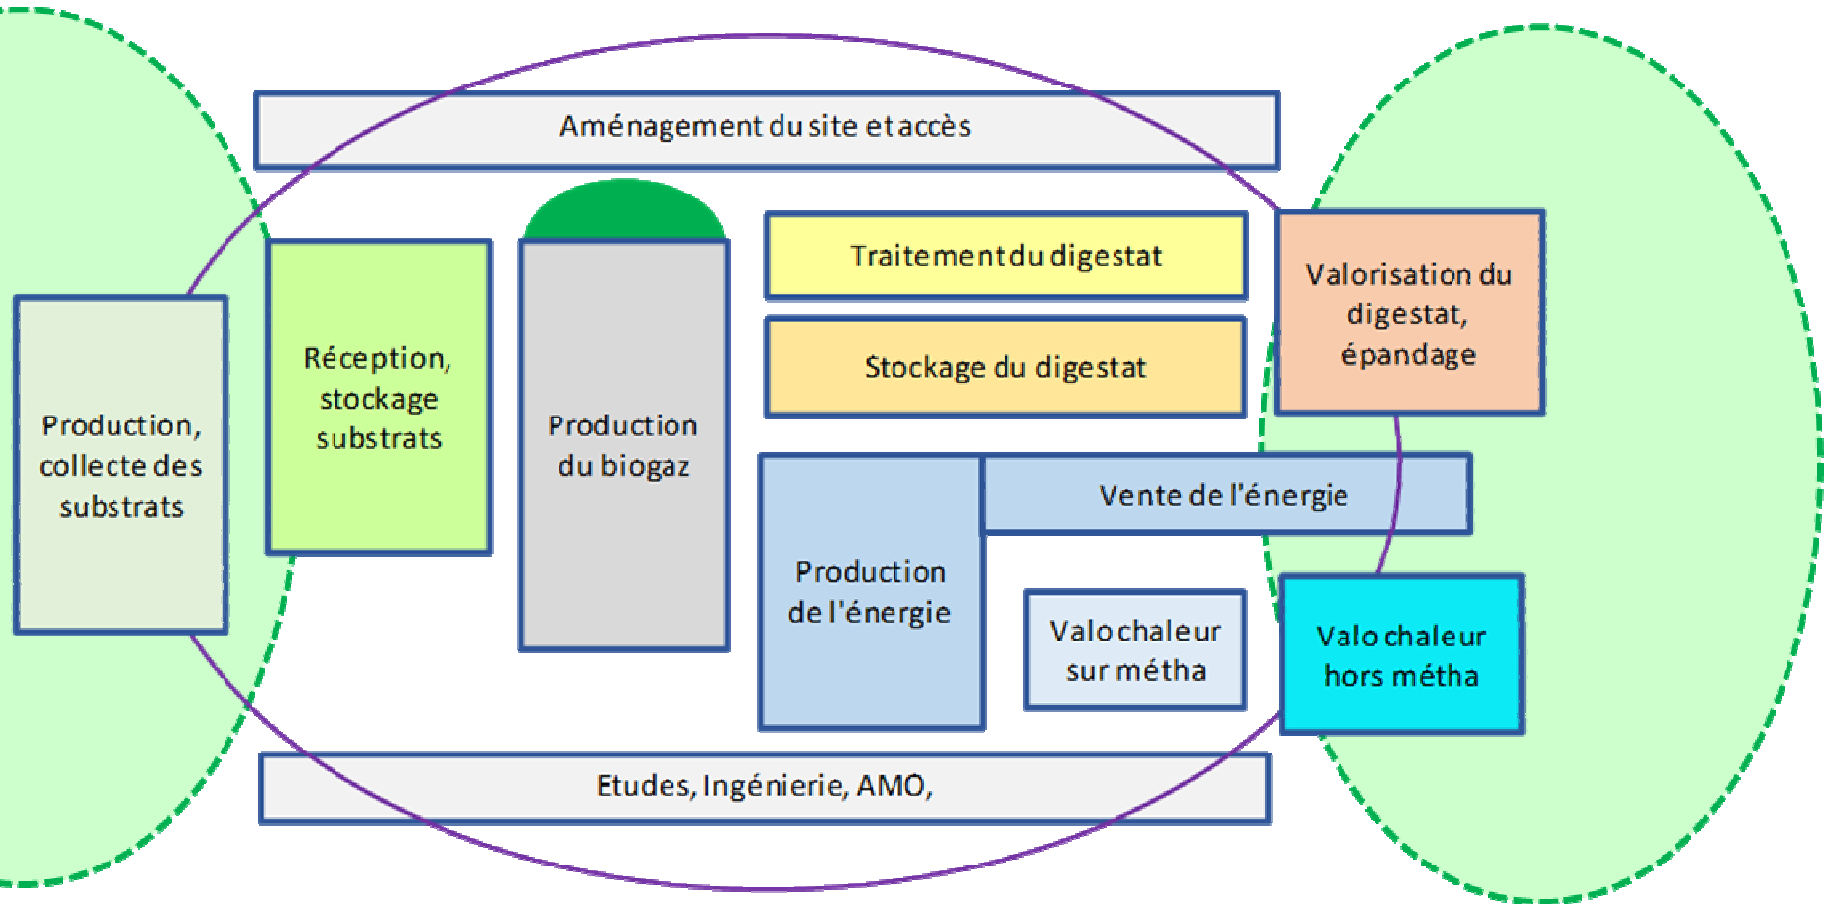 Aménagement du site et accès
Production,
collecte des
substrats
Réception,
stockage
substrats
Production
du biogaz
Traitement du digestat
Stockage du digestat
Valorisation du
digestat,
épandage
Production
de l'énergie
Vente de l'énergie
Valo chaleur
sur métha
Valo chaleur
hors métha
Etudes, Ingénierie, AMO,